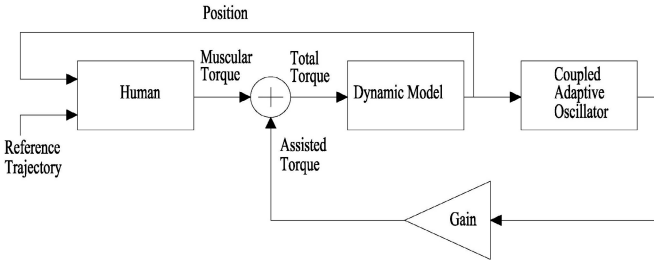 Position
Muscular
Torque
Total
Torque
Human
Dynamic Model
Coupled
Adaptive
Oscillator
Reference
Trajectory
Assisted
Torque
Gain